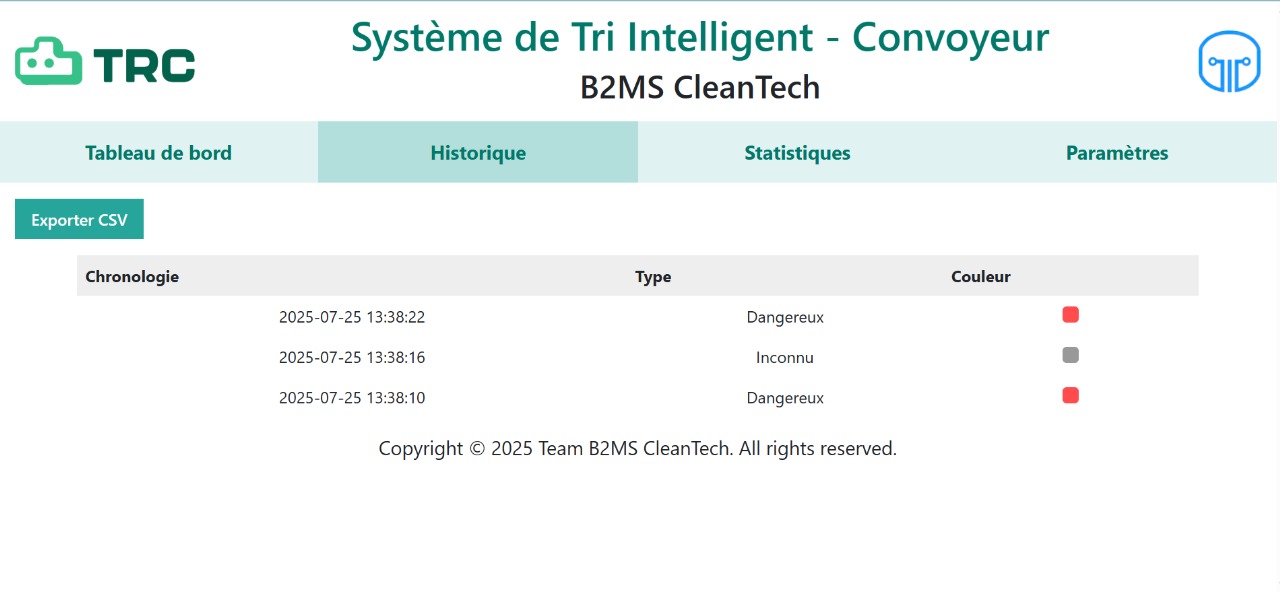 TRC
Système de Tri Intelligent - Convoyeur
B2MS CleanTech
Tableau de bord Historique Statistiques Paramètres
Exporter CSV
Chronologie Type Couleur
2025-07-25 13:38:22 Dangereux
2025-07-25 13:38:16 Inconnu
2025-07-25 13:38:10 Dangereux
Copyright © 2025 Team B2MS CleanTech. All rights reserved.